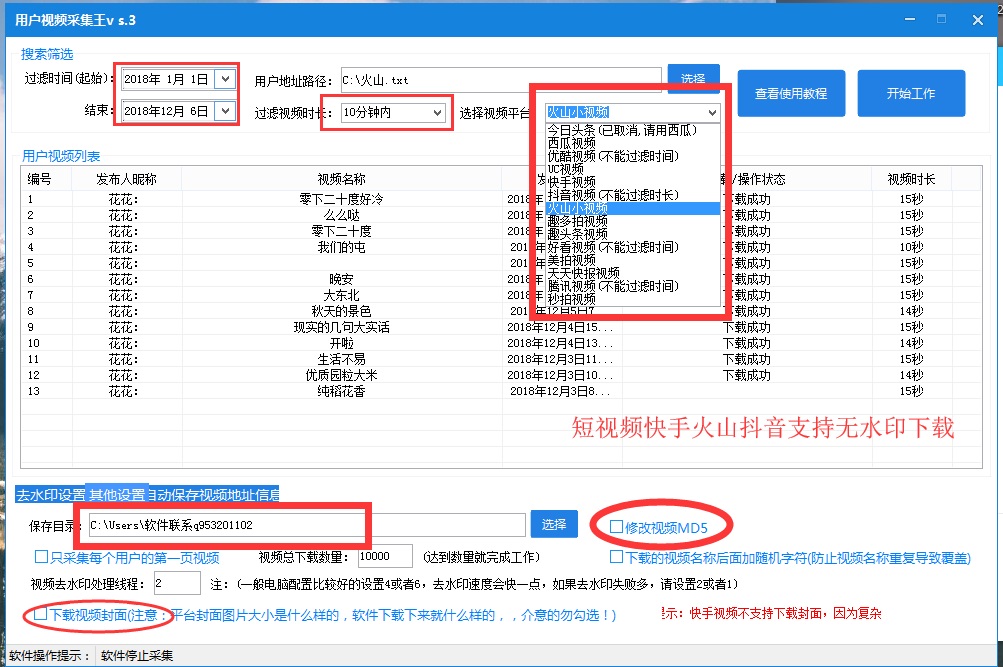 用户视频采集王v s.3
搜索筛选
过滤时间(起始): 2018年 1月 1日 用户地址路径: C:\火山.txt 选择 查看使用教程 开始工作
结束: 2018年12月 6日 过滤视频时长: 10分钟内 选择视频平台 火山小视频
今日头条(已取消,请用西瓜)
西瓜视频
优酷视频(不能过滤时间)
UC视频
快手视频
抖音视频(不能过滤时长)
火山小视频
趣多拍视频
趣头条视频
好看视频(不能过滤时间)
美拍视频
天天快报视频
腾讯视频(不能过滤时间)
秒拍视频
用户视频列表
编号 发布人昵称 视频名称 /操作状态 视频时长
1 花花: 零下二十度好冷 2018年 下载成功 15秒
2 花花: 么么哒 2018年 下载成功 15秒
3 花花: 零下二十度 2018年 下载成功 15秒
4 花花: 我们的屯 2018年 下载成功 10秒
5 花花: 2018年 下载成功 15秒
6 花花: 晚安 2018年 下载成功 15秒
7 花花: 大东北 2018年 下载成功 15秒
8 花花: 秋天的景色 2018年12月5日7... 下载成功 14秒
9 花花: 现实的几句大实话 2018年12月4日15... 下载成功 15秒
10 花花: 开啦 2018年12月4日13... 下载成功 14秒
11 花花: 生活不易 2018年12月3日11... 下载成功 15秒
12 花花: 优质园粒大米 2018年12月3日10... 下载成功 14秒
13 花花: 纯稻花香 2018年12月3日8... 15秒
短视频快手火山抖音支持无水印下载
去水印设置 其他设置 自动保存视频地址信息
保存目录: C:\Users\软件联系q953201102 选择 修改视频MD5
只采集每个用户的第一页视频 视频总下载数量: 10000 (达到数量就完成工作) 下载的视频名称后面加随机字符(防止视频名称重复导致覆盖)
视频去水印处理线程: 2 注:(一般电脑配置比较好的设置4或者6，去水印速度会快一点，如果去水印失败多，请设置2或者1)
下载视频封面(注意：平台封面图片大小是什么样的，软件下载下来就什么样的，，介意的勿勾选！) 提示: 快手视频不支持下载封面，因为复杂
软件操作提示： 软件停止采集